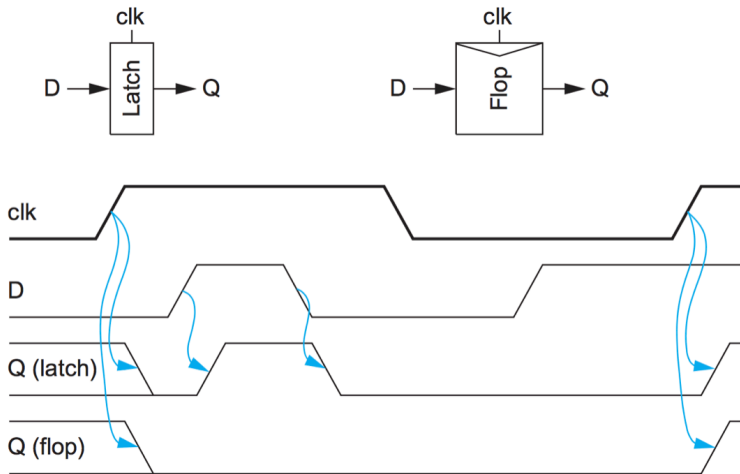 clk
clk
D Latch Q
D Flop Q
clk
D
Q (latch)
Q (flop)